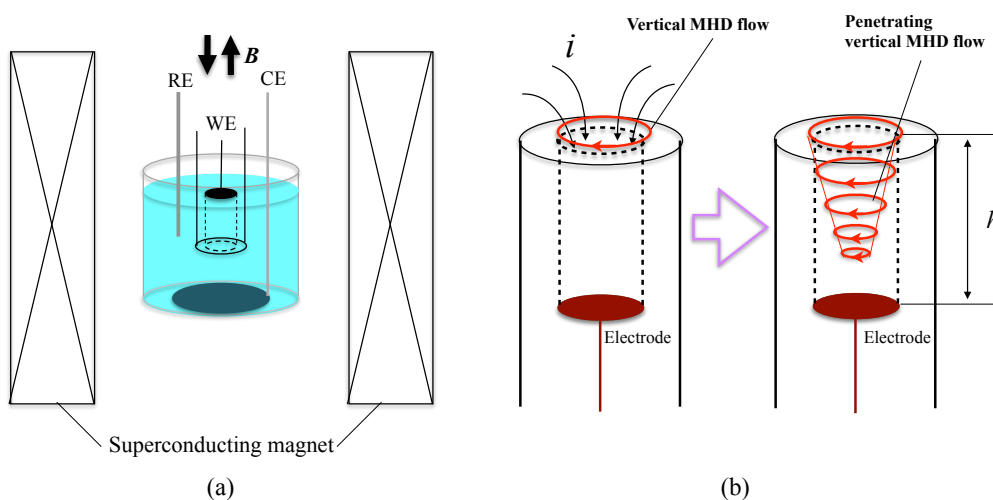 B
RE
CE
WE
Superconducting magnet
(a)
Vertical MHD flow
i
Electrode
Penetrating
vertical MHD flow
Electrode
h
(b)